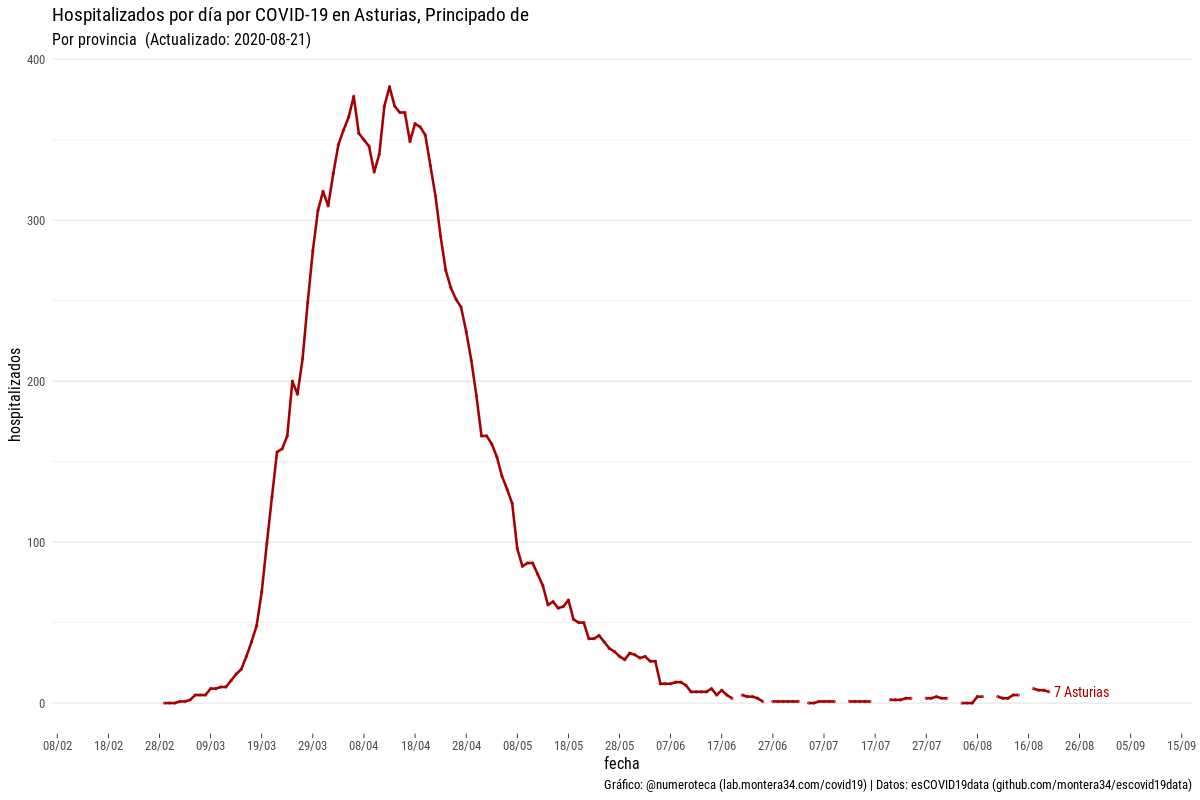 Hospitalizados por día por COVID-19 en Asturias, Principado de
Por provincia  (Actualizado: 2020-08-21)
400
300
200
100
0
hospitalizados
7 Asturias
08/02 18/02 28/02 09/03 19/03 29/03 08/04 18/04 28/04 08/05 18/05 28/05 07/06 17/06 27/06 07/07 17/07 27/07 06/08 16/08 26/08 05/09 15/09
fecha
Gráfico: @numeroteca (lab.montera34.com/covid19) | Datos: esCOVID19data (github.com/montera34/escovid19data)